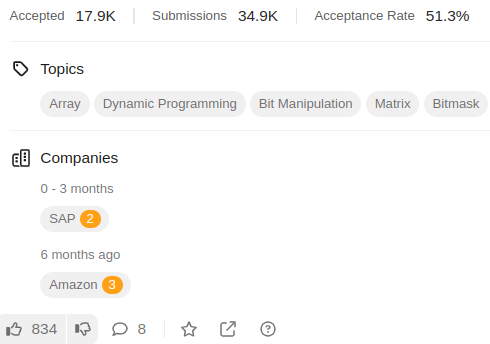 Accepted 17.9K Submissions 34.9K Acceptance Rate 51.3%
Topics
Array Dynamic Programming Bit Manipulation Matrix Bitmask
Companies
0 - 3 months
SAP 2
6 months ago
Amazon 3
834 8